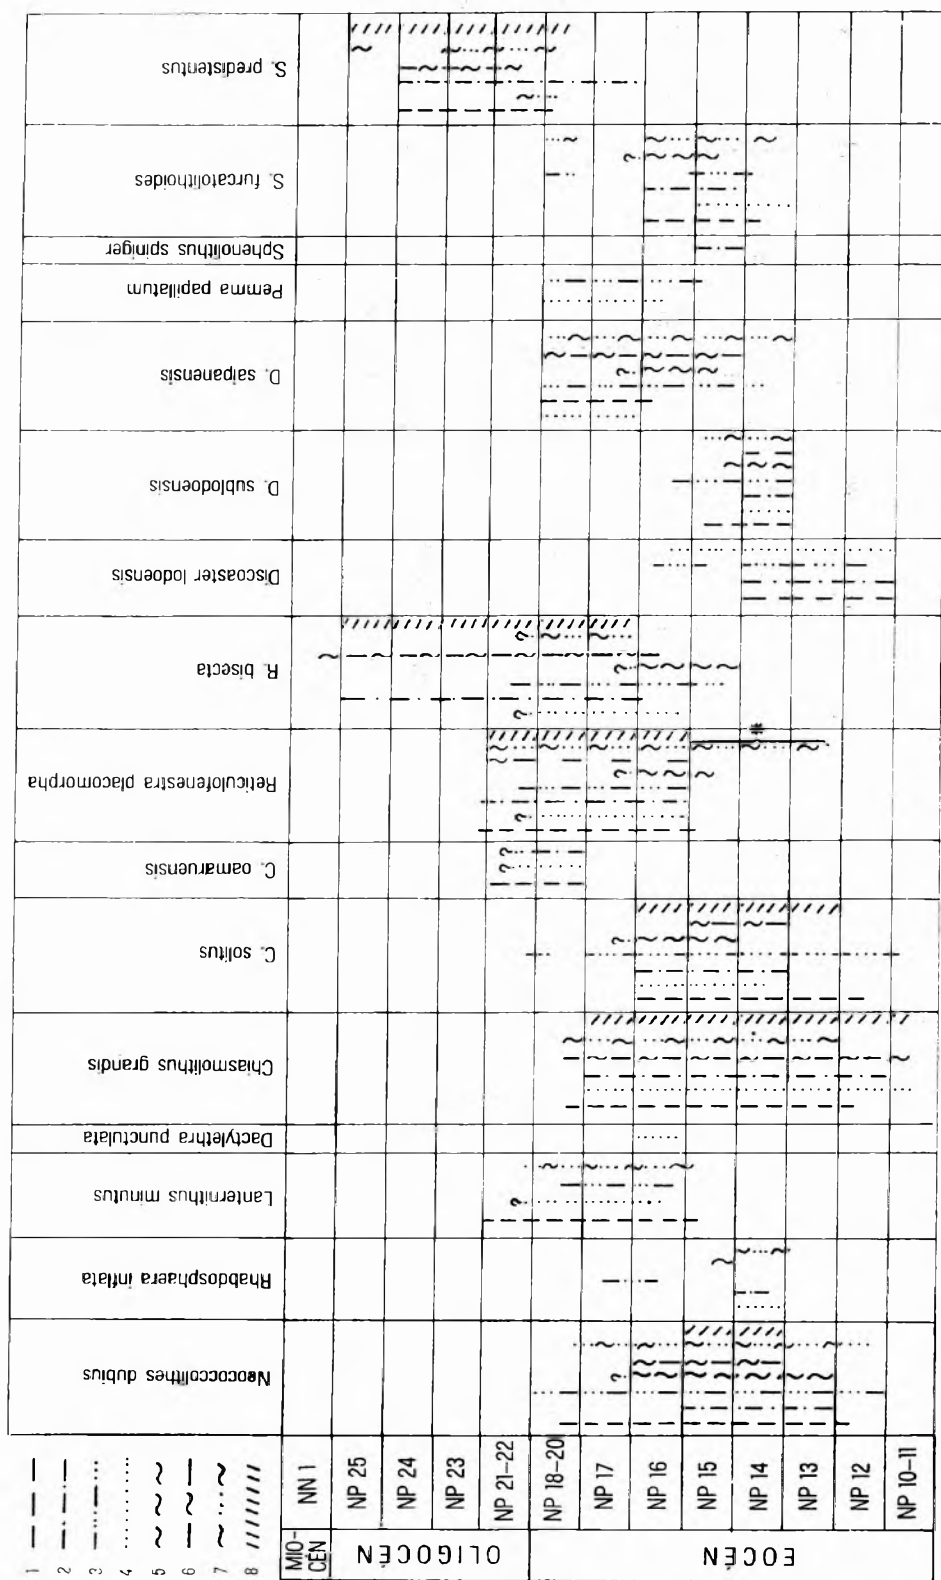 S. predistentus
S. furcatolithoides
Sphenolithus spiniger
Pemma papillatum
D. saipanensis
D. sublodoensis
Discoaster lodoensis
R. bisecta
Reticulofenestra placomorpha
C. oamaruensis
C. solitus
Chiasmolithus grandis
Dactylethra punctulata
Lanternithus minutus
Rhabdosphaera inflata
Neococcolithes dubius
1
2
3
4
5
6
7
8
MIO-
CÉN
OLIGOCÉN
EOCÉN
NN 1
NP 25
NP 24
NP 23
NP 21-22
NP 18-20
NP 17
NP 16
NP 15
NP 14
NP 13
NP 12
NP 10-11
?
?
?
?
?
?
?
?
?
?
?
?
?